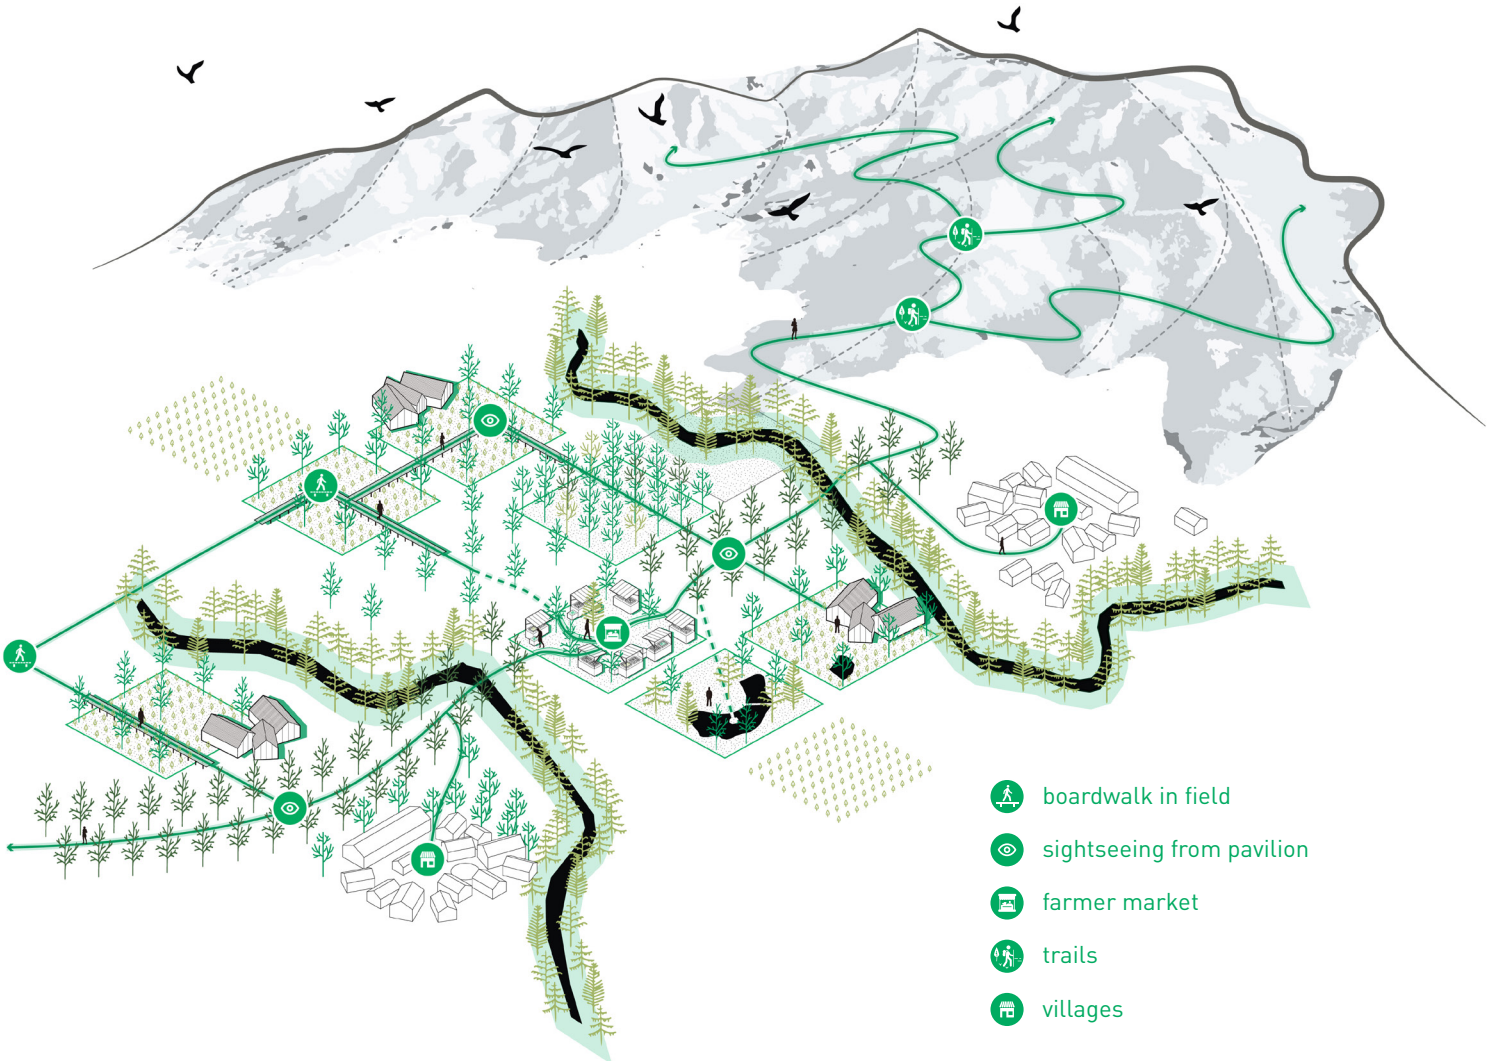 boardwalk in field
sightseeing from pavilion
farmer market
trails
villages